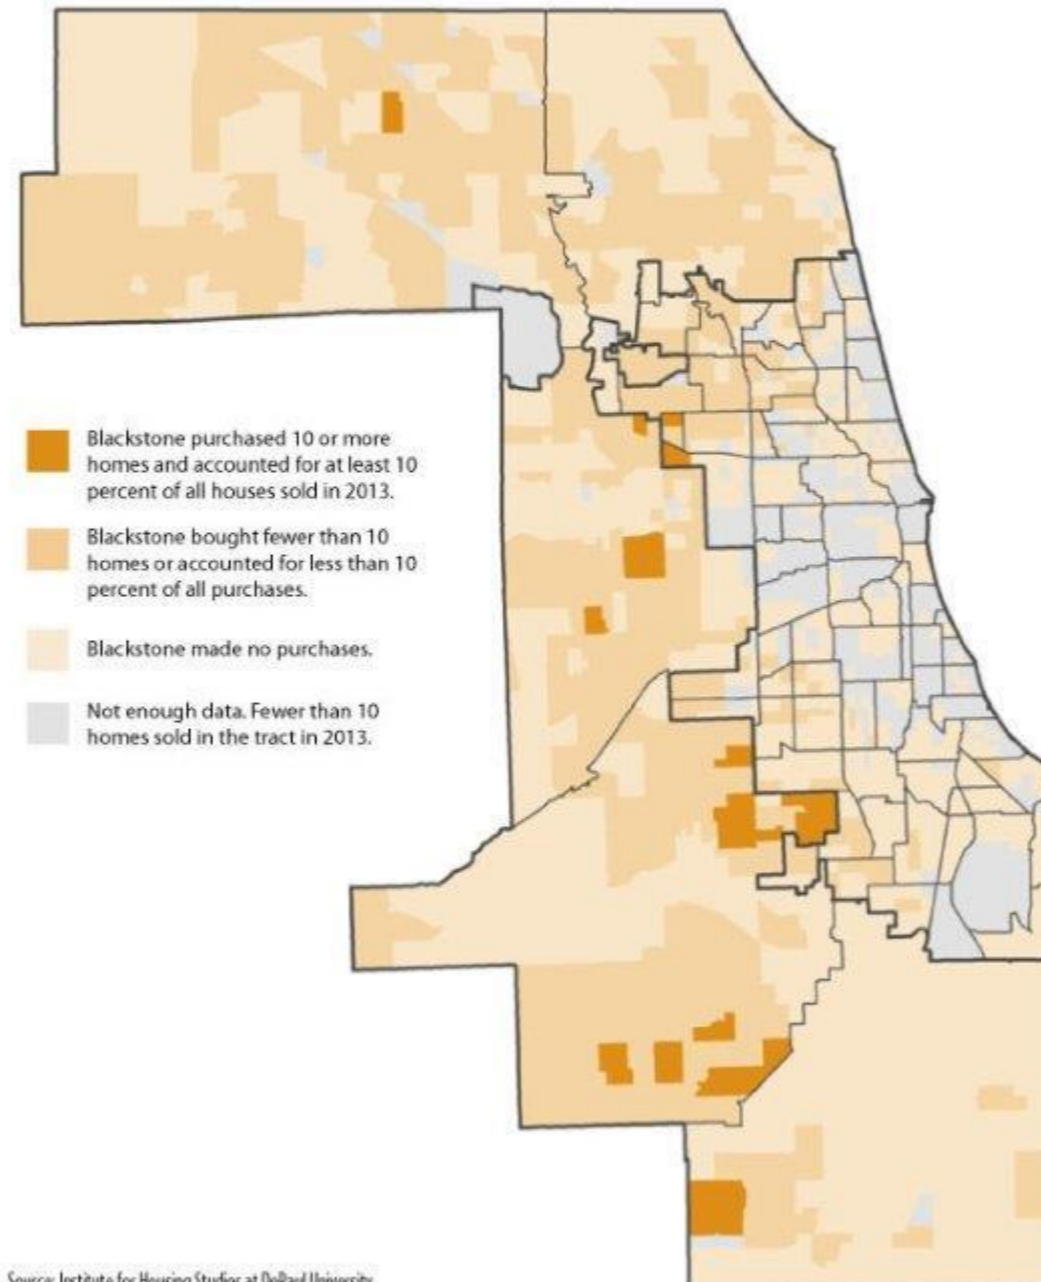 Blackstone purchased 10 or more
homes and accounted for at least 10
percent of all houses sold in 2013.
Blackstone bought fewer than 10
homes or accounted for less than 10
percent of all purchases.
Blackstone made no purchases.
Not enough data. Fewer than 10
homes sold in the tract in 2013.
Source: Institute for Housing Studies at DePaul University